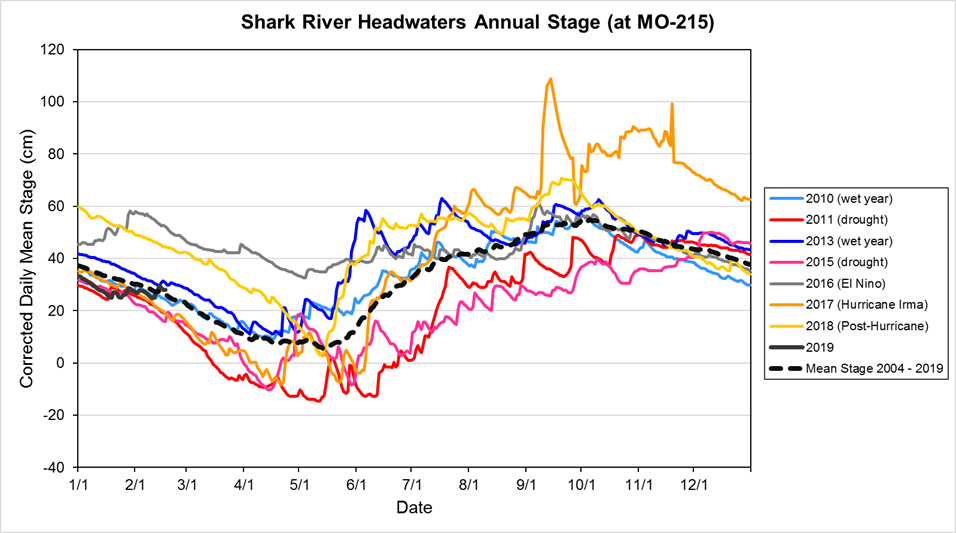 Shark River Headwaters Annual Stage (at MO-215)
Corrected Daily Mean Stage (cm)
120
100
80
60
40
20
0
-20
-40
1/1 2/1 3/1 4/1 5/1 6/1 7/1 8/1 9/1 10/1 11/1 12/1
Date
2010 (wet year)
2011 (drought)
2013 (wet year)
2015 (drought)
2016 (El Nino)
2017 (Hurricane Irma)
2018 (Post-Hurricane)
2019
Mean Stage 2004 - 2019